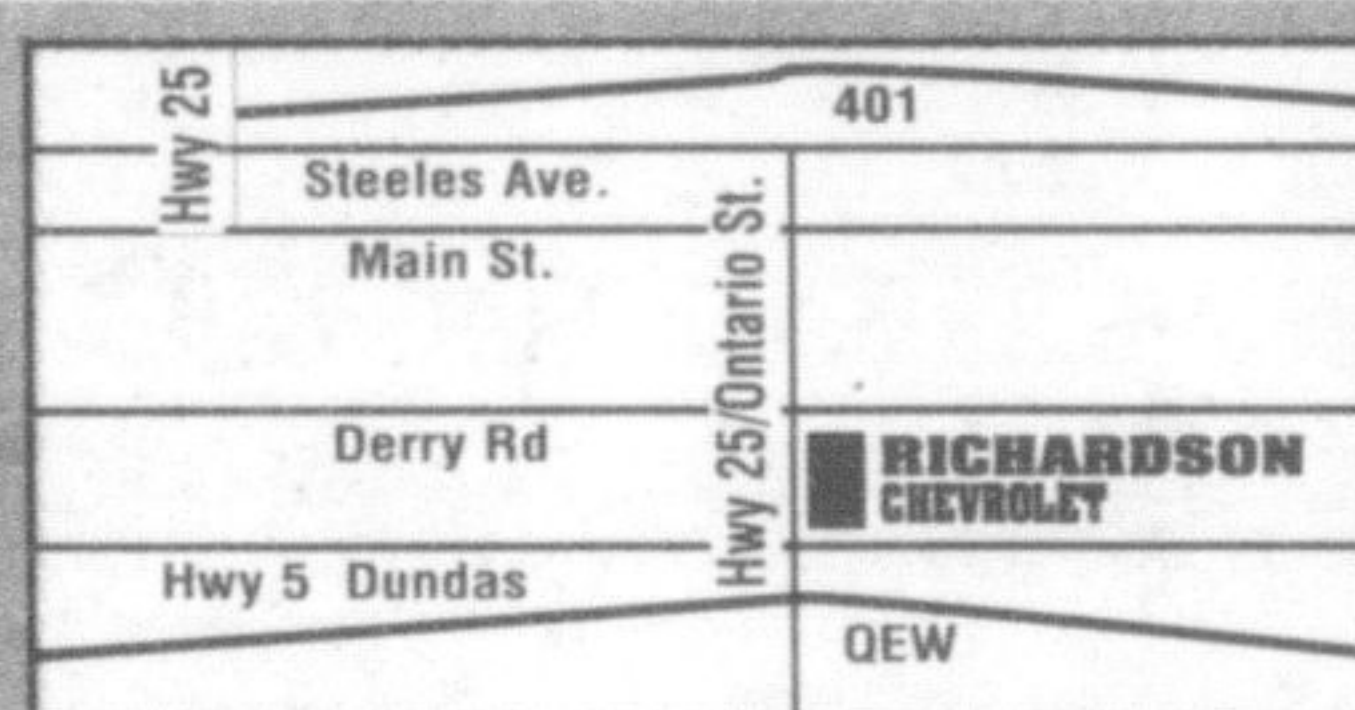 Hwy 25
401
Steeles Ave.
Main St.
Hwy 25/Ontario St.
Derry Rd
RICHARDSON
CHEVROLET
Hwy 5 Dundas
QEW